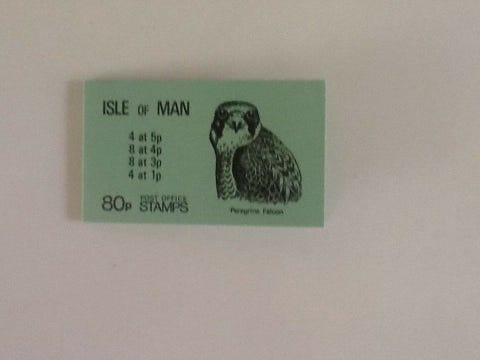 ISLE OF MAN
4 at 5p
8 at 4p
8 at 3p
4 at 1p
80p POST OFFICE STAMPS
Peregrine Falcon